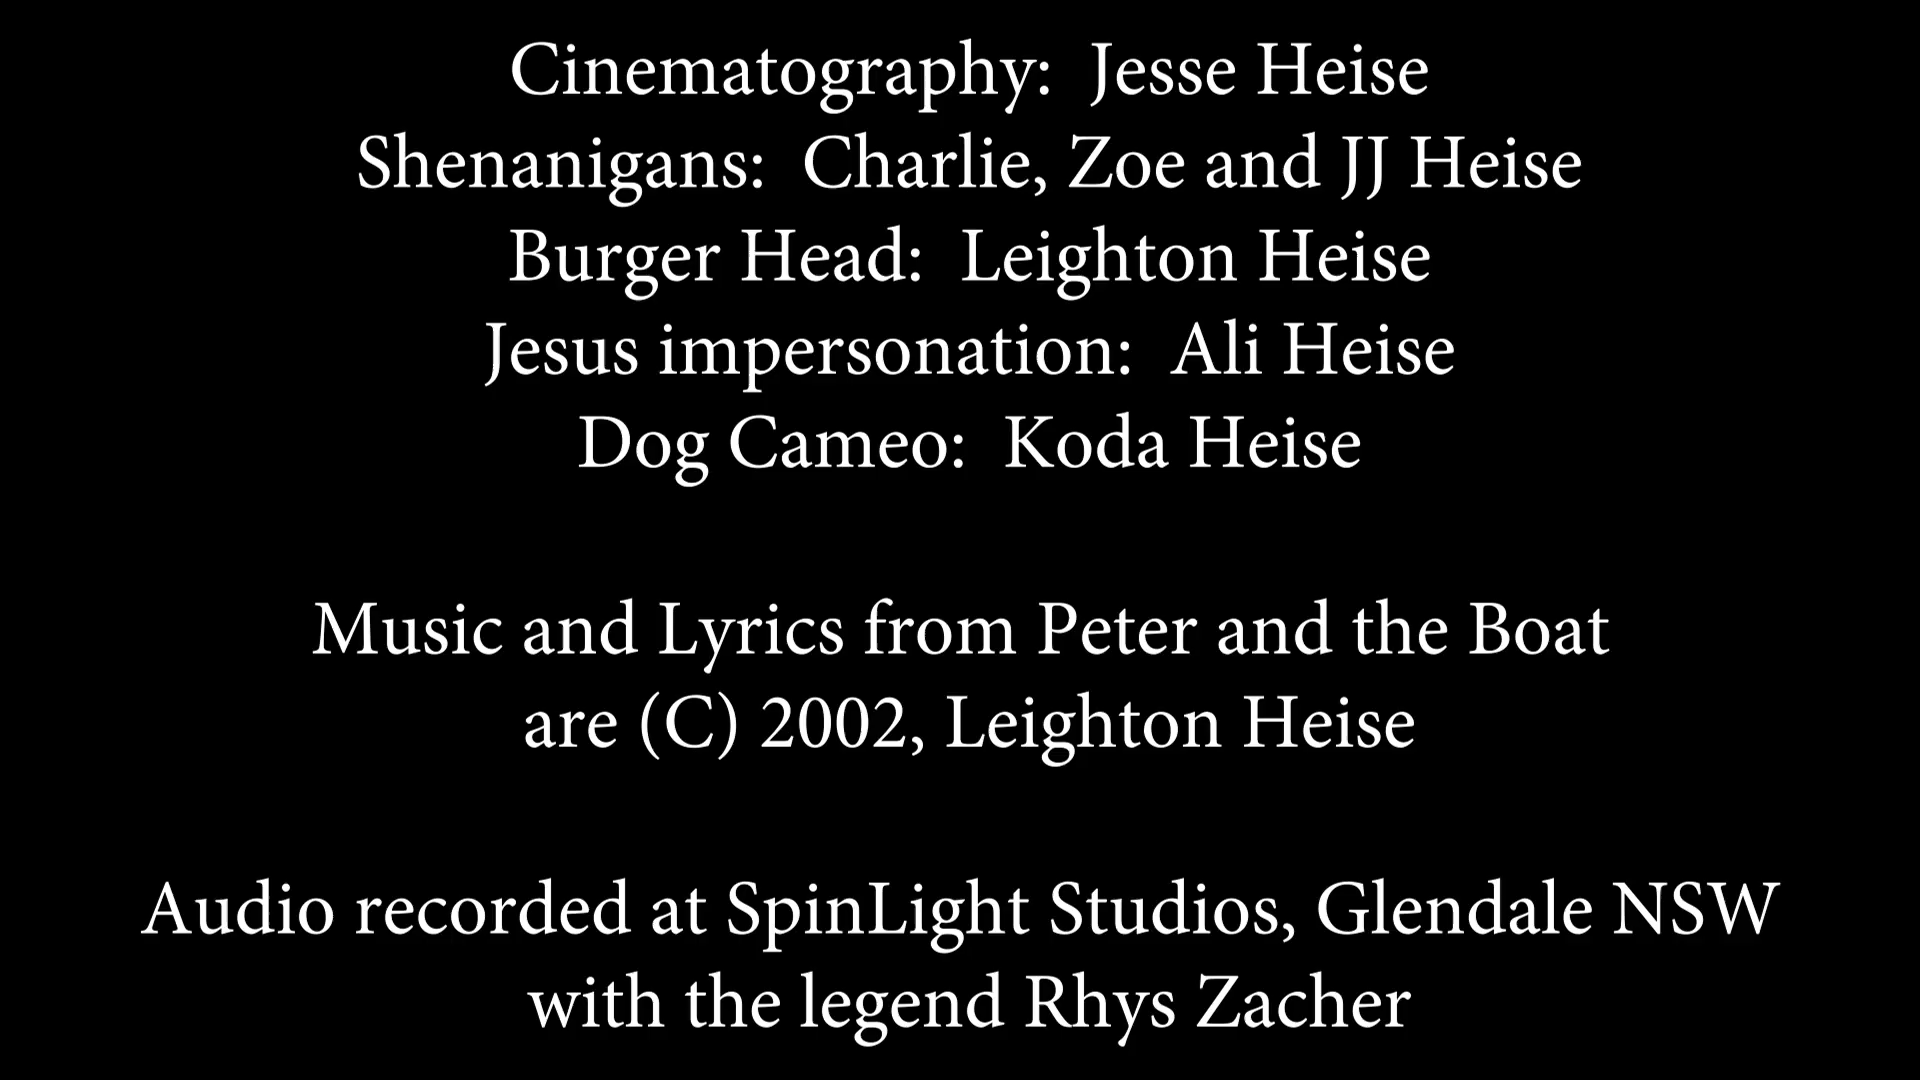 Cinematography:  Jesse Heise
Shenanigans:  Charlie, Zoe and JJ Heise
Burger Head:  Leighton Heise
Jesus impersonation:  Ali Heise
Dog Cameo:  Koda Heise
Music and Lyrics from Peter and the Boat
are (C) 2002, Leighton Heise
Audio recorded at SpinLight Studios, Glendale NSW
with the legend Rhys Zacher